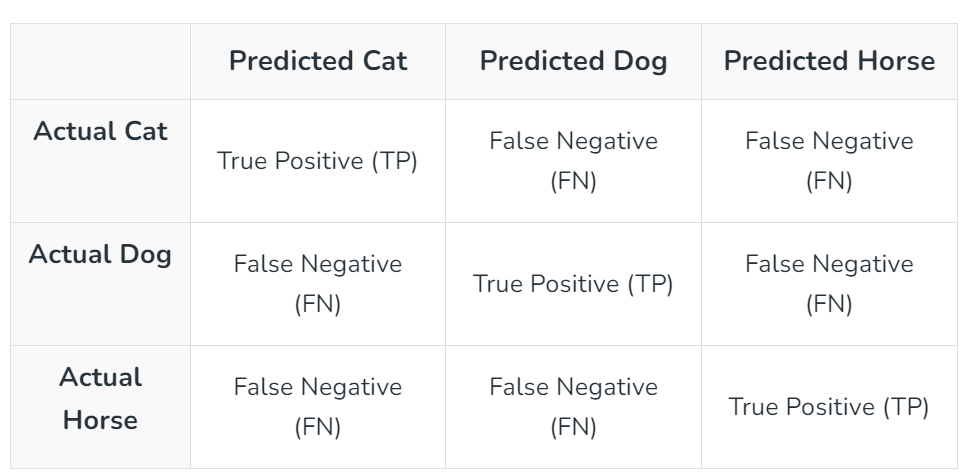 Predicted Cat Predicted Dog Predicted Horse
Actual Cat True Positive (TP) False Negative (FN) False Negative (FN)
Actual Dog False Negative (FN) True Positive (TP) False Negative (FN)
Actual Horse False Negative (FN) False Negative (FN) True Positive (TP)